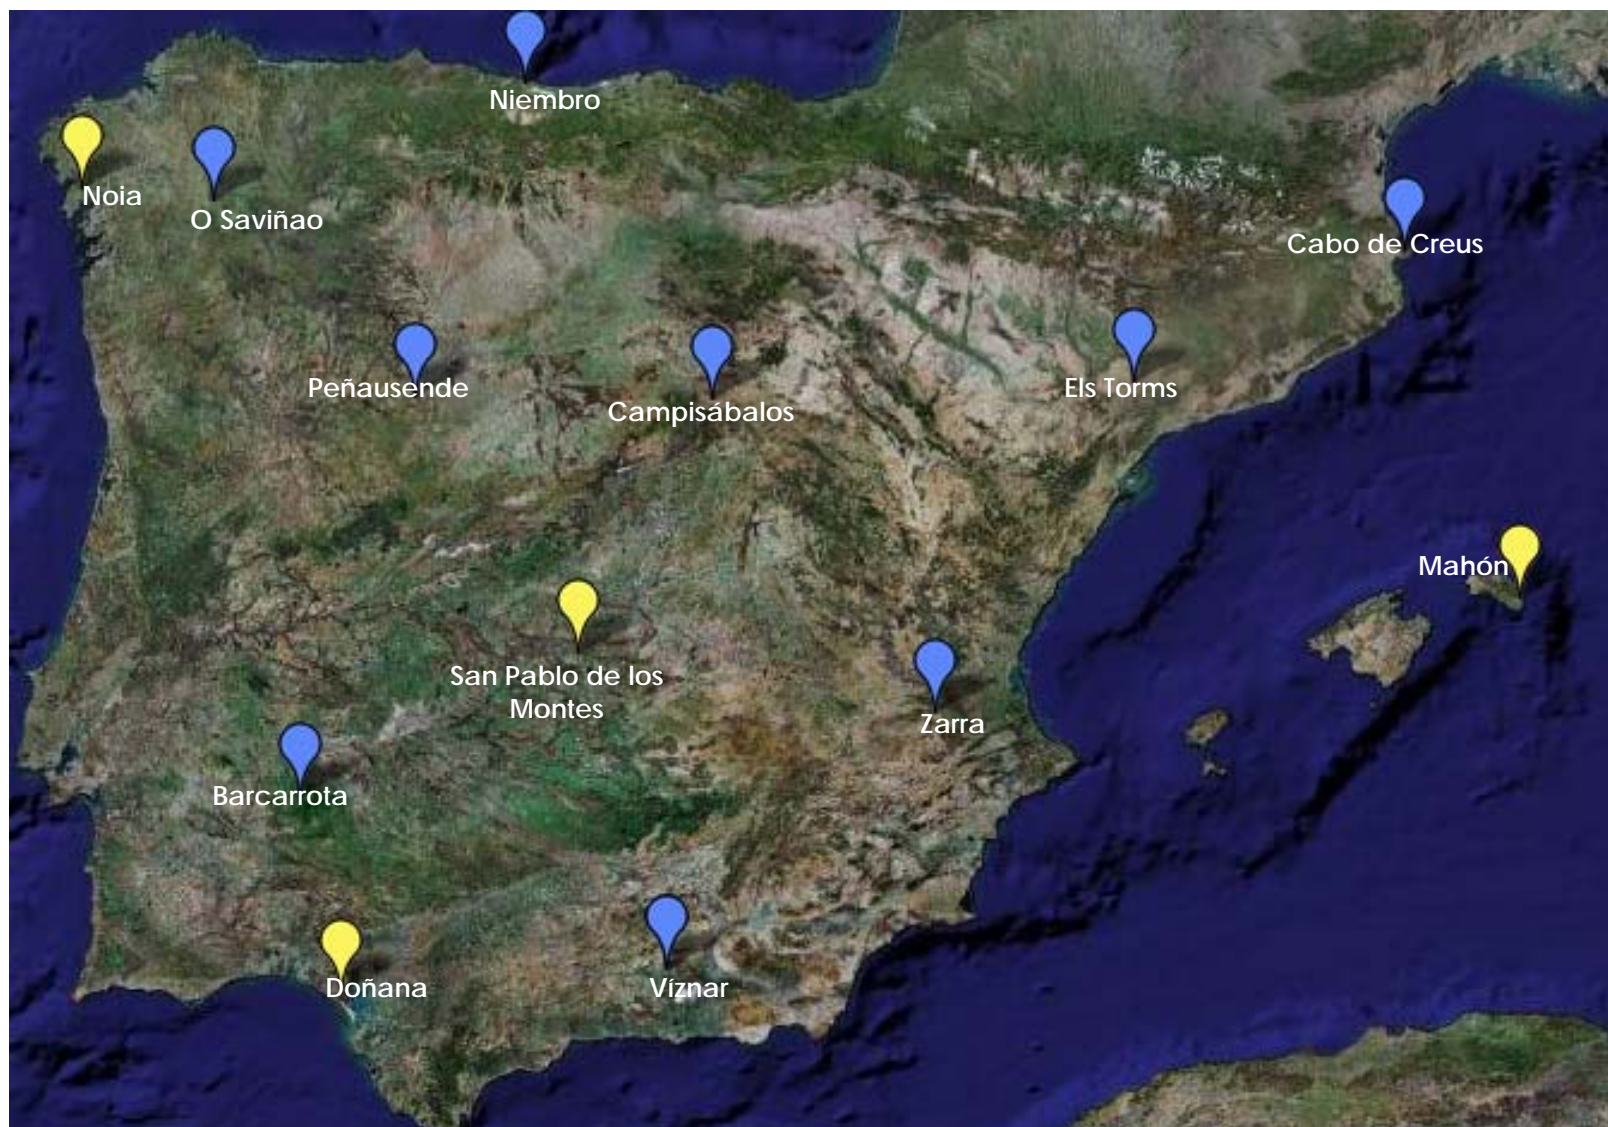 Niembro
Noia
O Saviñao
Cabo de Creus
Peñausende
Campisábalos
Els Torms
Mahón
San Pablo de los
Montes
Zarra
Barcarrota
Doñana
Víznar